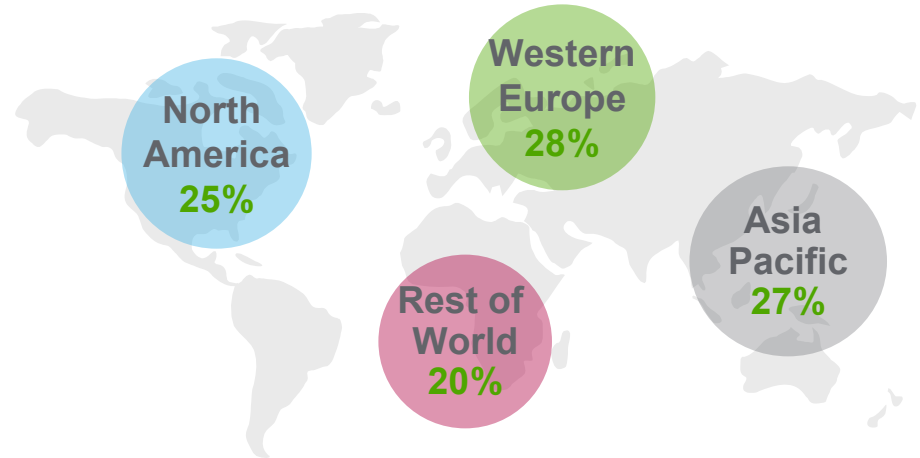 North
America
25%
Western
Europe
28%
Asia
Pacific
27%
Rest of
World
20%